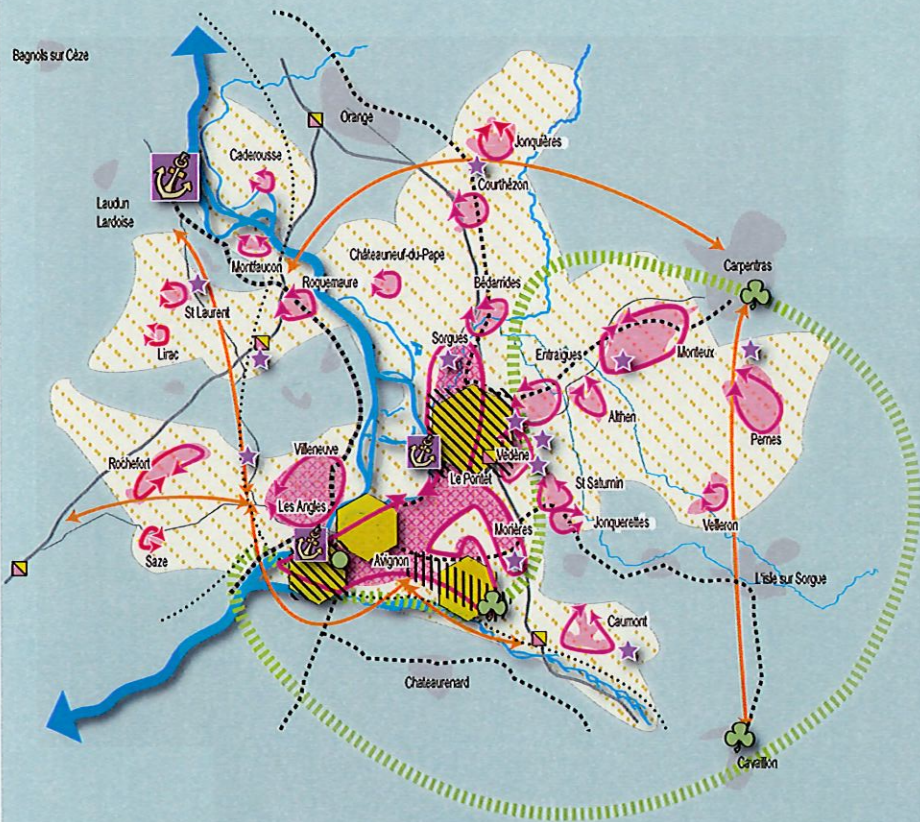 Bagnols sur Cèze
Orange
Jonquières
Caderousse
Courthézon
Laudun
Lardoise
Montfaucon
Châteauneuf-du-Pape
Carpentras
Roquemaure
Bédarrides
St Laurent
Sorgues
Lirac
Entraigues
Monteux
Althen
Pernes
Villeneuve
Rochefort
Védène
Le Pontet
St Saturnin
Les Angles
Velleron
Morières
Jonquerettes
Saze
Avignon
L'isle sur Sorgue
Caumont
Chateaurenard
Cavaillon